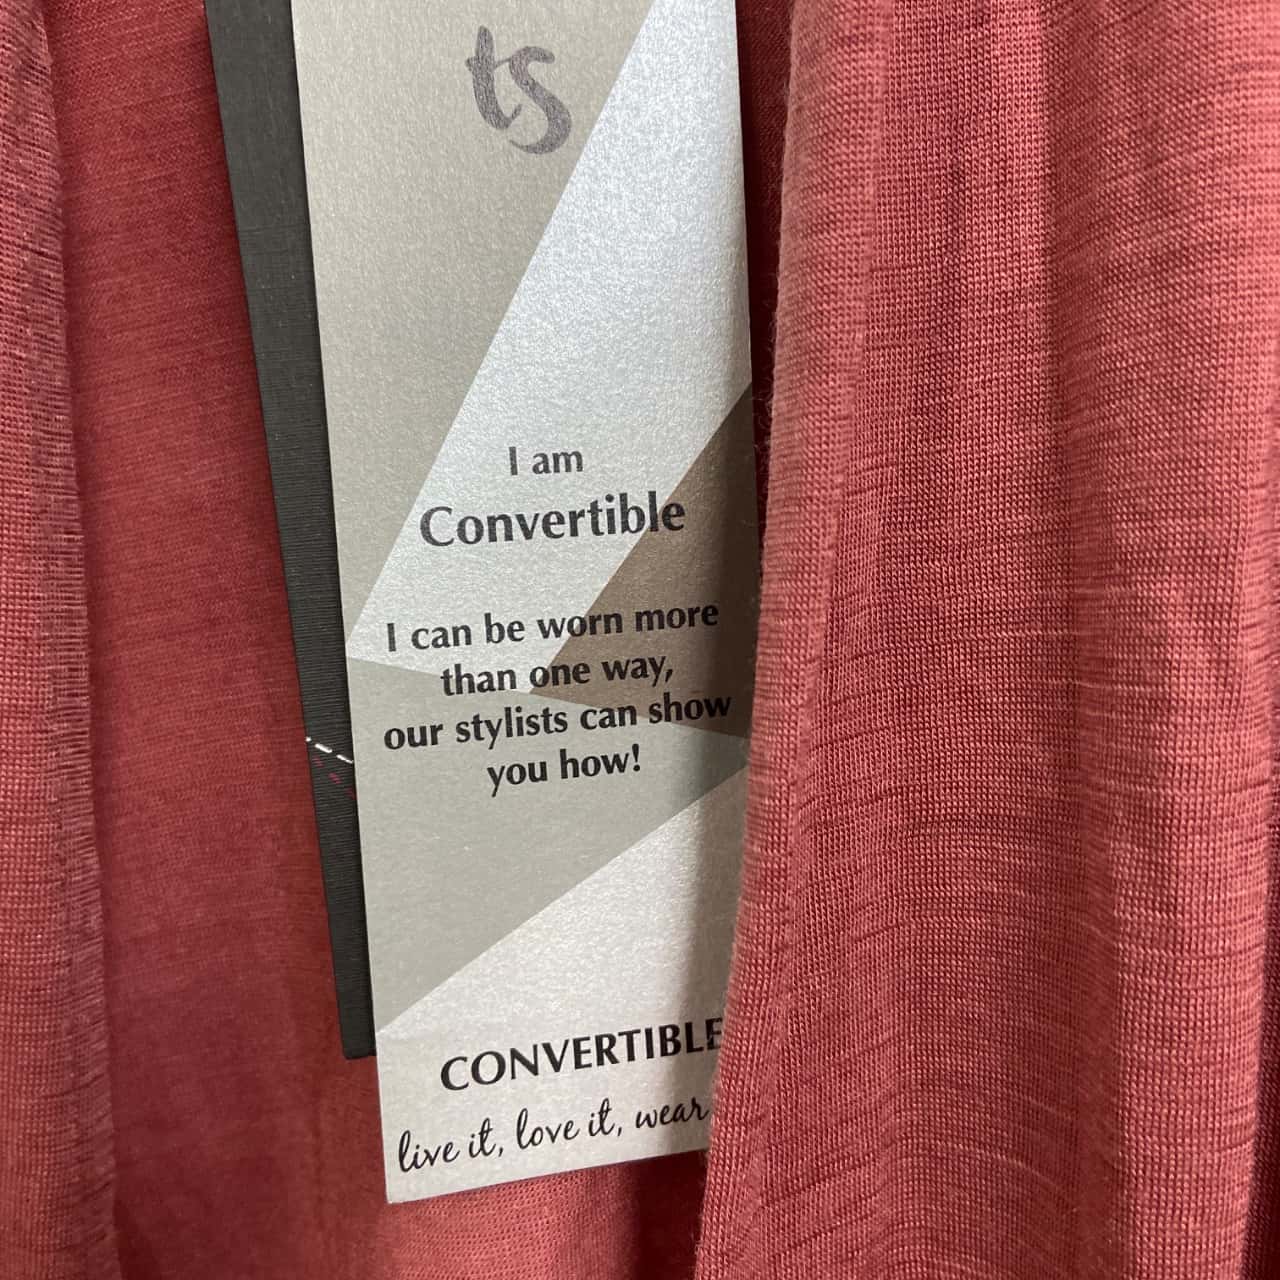 ts
I am
Convertible
I can be worn more
than one way,
our stylists can show
you how!
CONVERTIBLE
live it, love it, wear